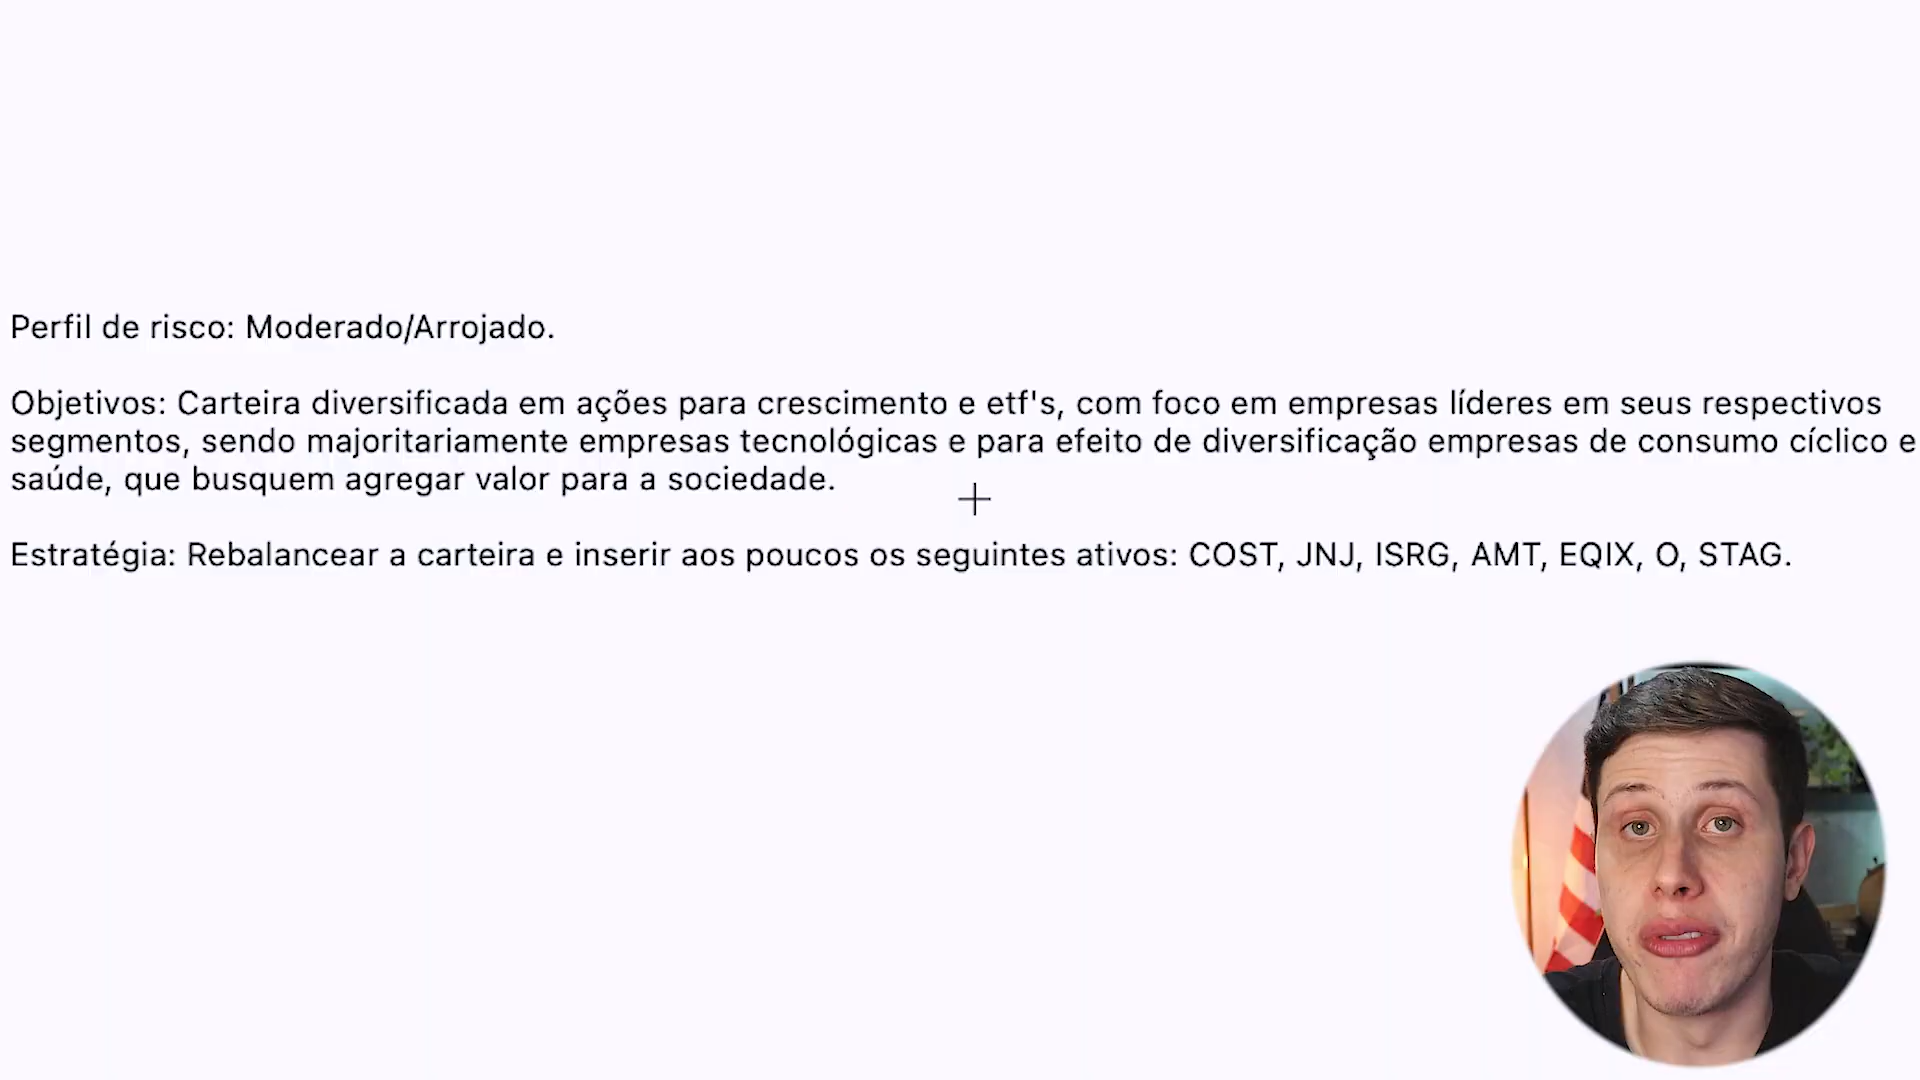 Perfil de risco: Moderado/Arrojado.
Objetivos: Carteira diversificada em ações para crescimento e etf's, com foco em empresas líderes em seus respectivos
segmentos, sendo majoritariamente empresas tecnológicas e para efeito de diversificação empresas de consumo cíclico e
saúde, que busquem agregar valor para a sociedade.
Estratégia: Rebalancear a carteira e inserir aos poucos os seguintes ativos: COST, JNJ, ISRG, AMT, EQIX, O, STAG.